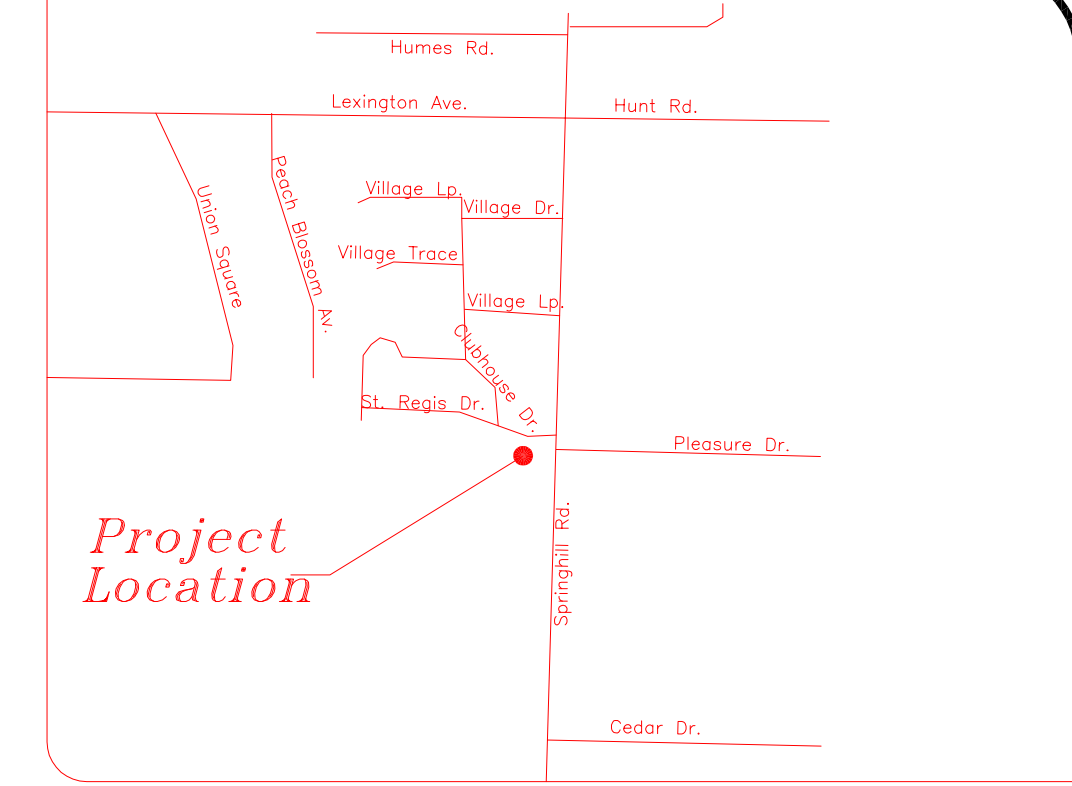 Humes Rd.
Lexington Ave.
Hunt Rd.
Peach Blossom Av.
Union Square
Village Lp.
Village Dr.
Village Trace
Village Lp.
Clubhouse Dr.
St. Regis Dr.
Pleasure Dr.
Project
Location
Springhill Rd.
Cedar Dr.